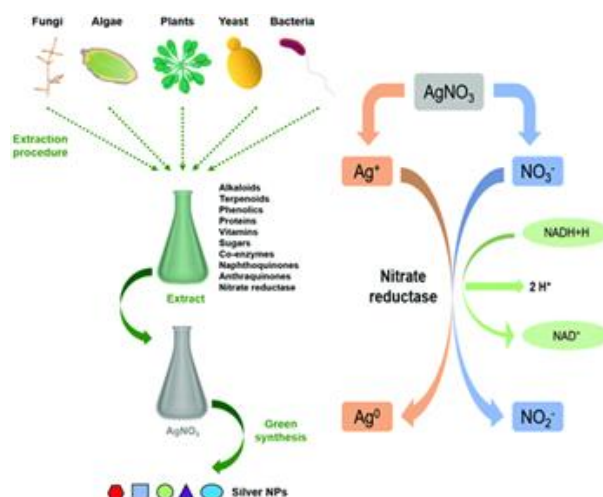 Fungi Algae Plants Yeast Bacteria
Extraction
procedure
Alkaloids
Terpenoids
Phenolics
Proteins
Vitamins
Sugars
Co-enzymes
Naphthoquinones
Anthraquinones
Nitrate reductase
Extract
AgNO₃
Green
synthesis
Silver NPs
AgNO₃
Ag⁺
NO₃⁻
NADH+H
Nitrate
reductase
2 H⁺
NAD⁺
Ag⁰
NO₂⁻